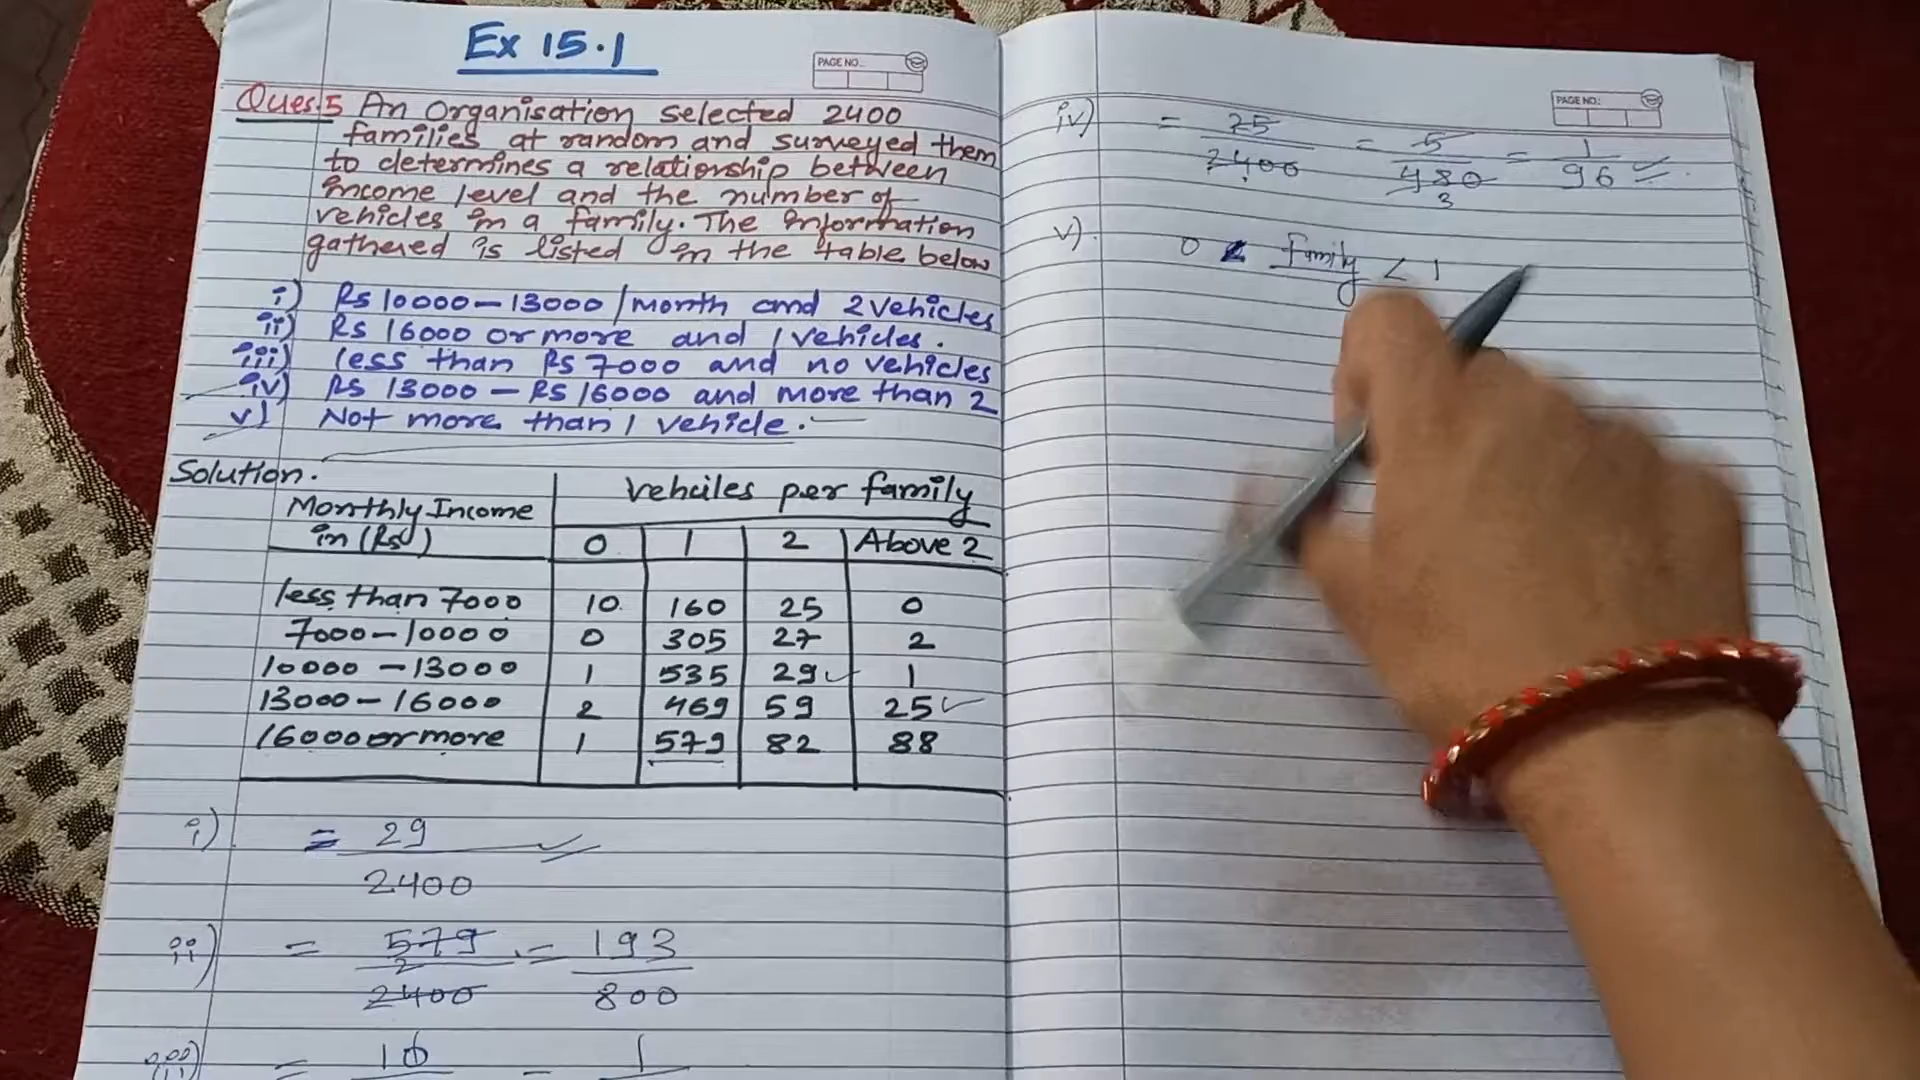 Ex 15.1
PAGE NO.
Ques.5 An Organisation selected 2400
families at random and surveyed them
to determines a relationship between
income level and the number of
vehicles in a family. The information
gathered is listed in the table below
i) Rs 10000-13000/month and 2 vehicles
ii) Rs 16000 or more and 1 vehicles.
iii) less than Rs 7000 and no vehicles
iv) Rs 13000 - Rs 16000 and more than 2
v) Not more than 1 vehicle.
Solution.
Monthly Income in (Rs) vehciles per family
0 1 2 Above 2
less than 7000 10 160 25 0
7000-10000 0 305 27 2
10000-13000 1 535 29 1
13000-16000 2 469 59 25
16000 or more 1 579 82 88
i) = 29/2400
ii) = 579/2400 = 193/800
iii) = 10 = 1
PAGE NO.:
iv) = 25/2400 = 5/480 = 1/96
v) 0 < Family < 1